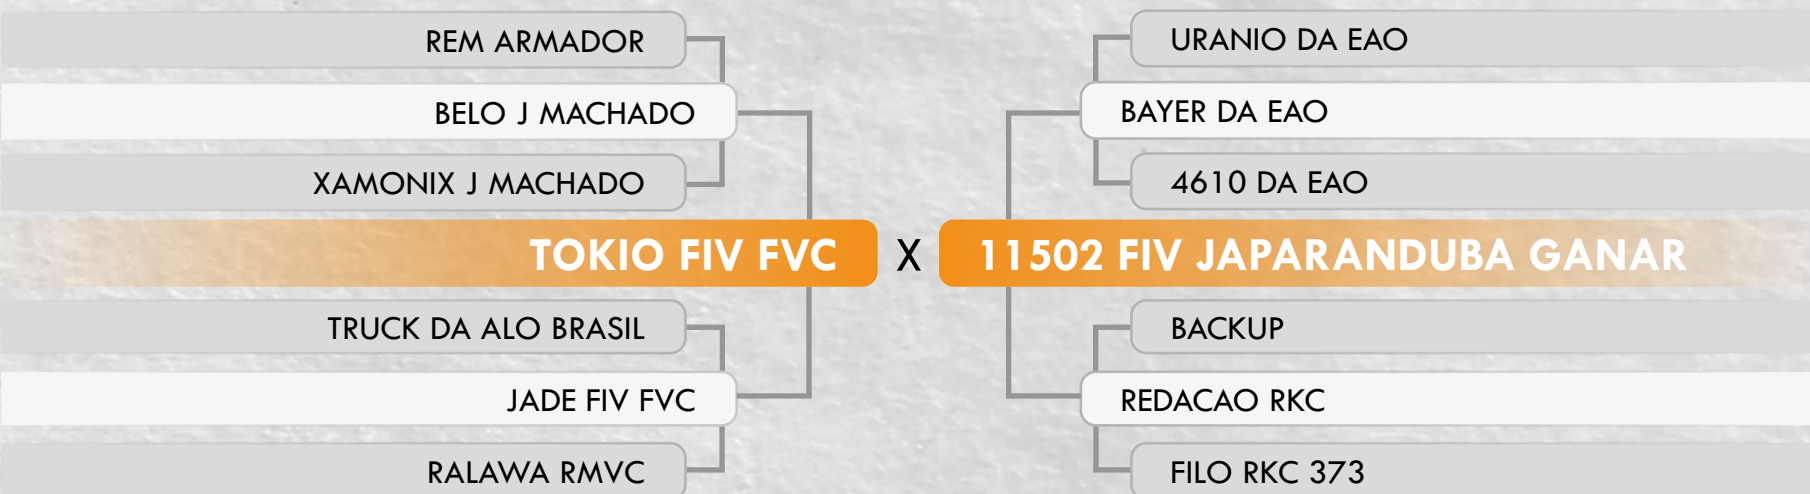 REM ARMADOR
BELO J MACHADO
XAMONIX J MACHADO
TOKIO FIV FVC
TRUCK DA ALO BRASIL
JADE FIV FVC
RALAWA RMVC
X
URANIO DA EAO
BAYER DA EAO
4610 DA EAO
11502 FIV JAPARANDUBA GANAR
BACKUP
REDACAO RKC
FILO RKC 373